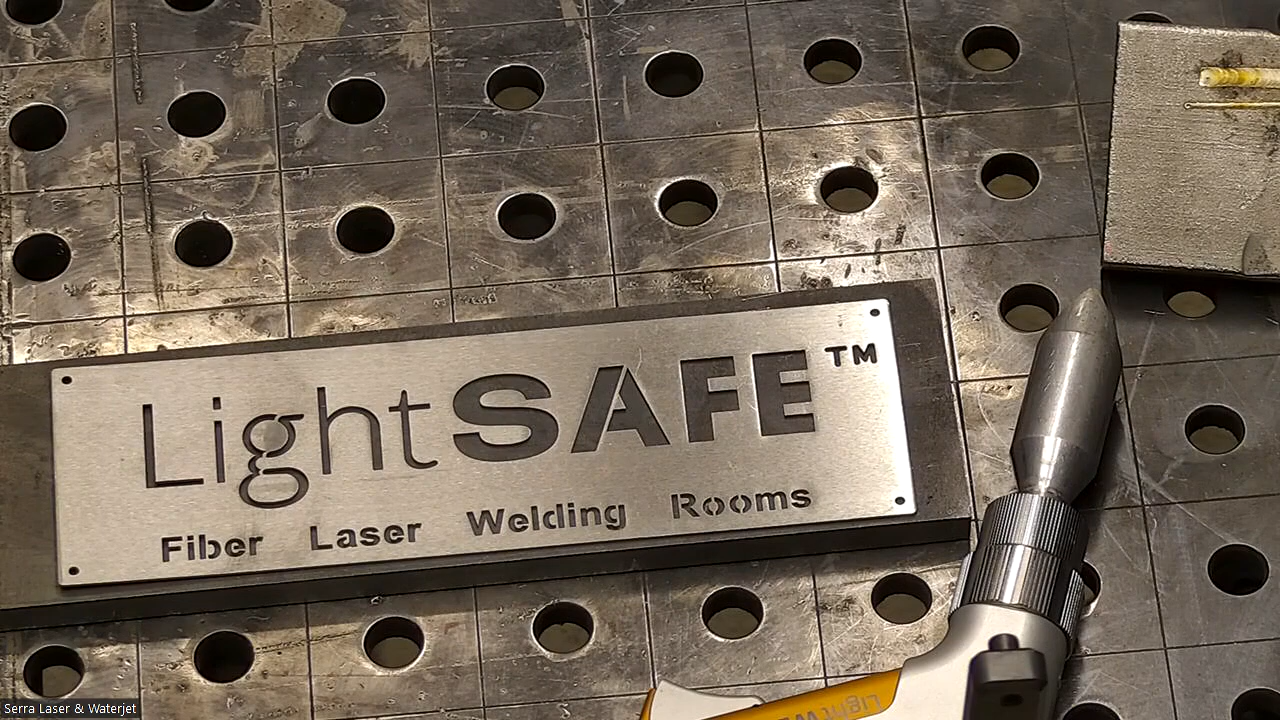 LightSAFE™
Fiber Laser Welding Rooms
Serra Laser & Waterjet